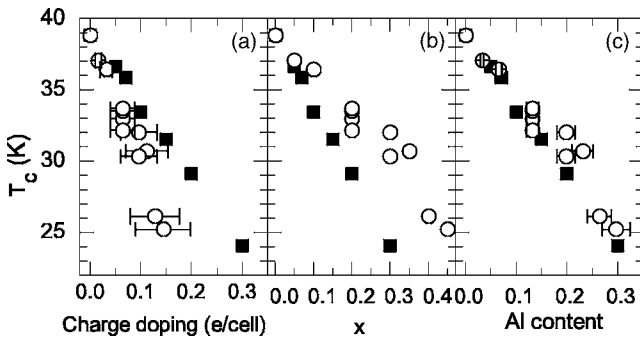 40
35
30
25
T_c (K)
(a)
(b)
(c)
0.0 0.1 0.2 0.3
0.0 0.1 0.2 0.3 0.4
0.0 0.1 0.2 0.3
Charge doping (e/cell)
x
Al content